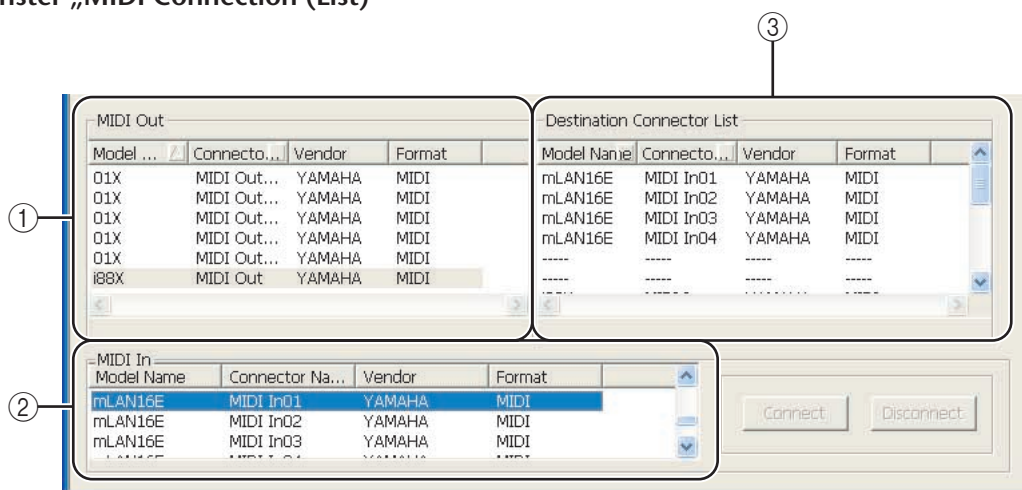 „MIDI Connection (List)
③
MIDI Out
Model ... Connecto... Vendor Format
01X MIDI Out... YAMAHA MIDI
01X MIDI Out... YAMAHA MIDI
01X MIDI Out... YAMAHA MIDI
01X MIDI Out... YAMAHA MIDI
01X MIDI Out... YAMAHA MIDI
i88X MIDI Out YAMAHA MIDI
①
Destination Connector List
Model Name Connecto... Vendor Format
mLAN16E MIDI In01 YAMAHA MIDI
mLAN16E MIDI In02 YAMAHA MIDI
mLAN16E MIDI In03 YAMAHA MIDI
mLAN16E MIDI In04 YAMAHA MIDI
----- ----- ----- -----
----- ----- ----- -----
MIDI In
Model Name Connector Na... Vendor Format
mLAN16E MIDI In01 YAMAHA MIDI
mLAN16E MIDI In02 YAMAHA MIDI
mLAN16E MIDI In03 YAMAHA MIDI
②
Connect Disconnect